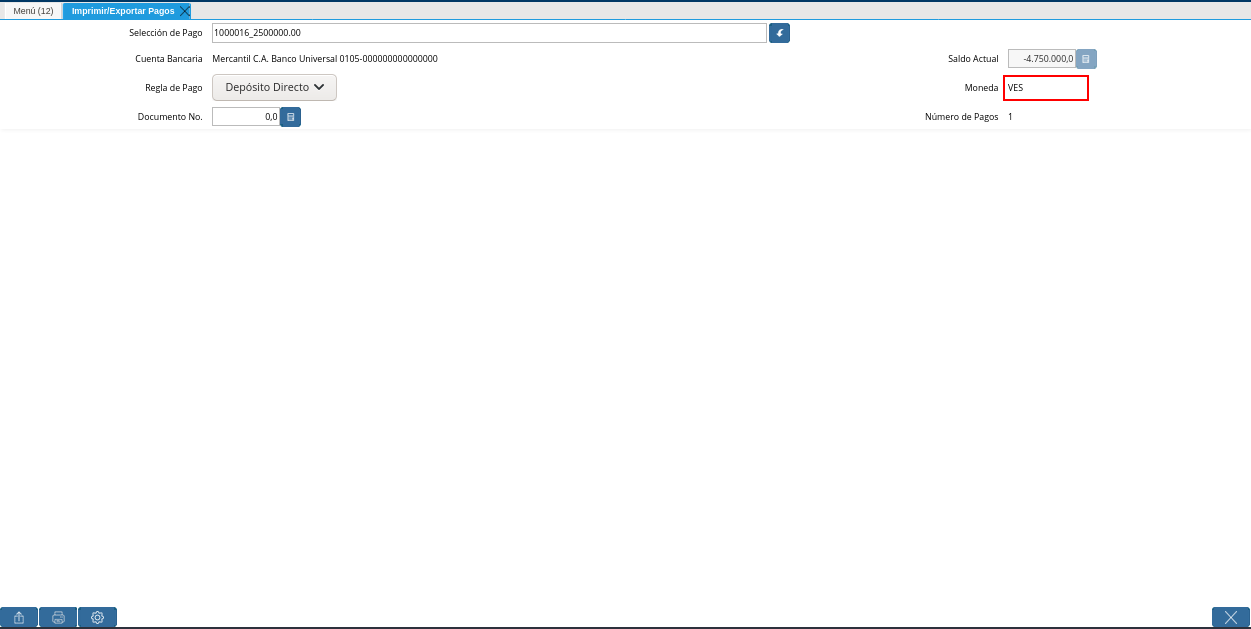 Menú (12) Imprimir/Exportar Pagos
Selección de Pago 1000016_2500000.00
Cuenta Bancaria Mercantil C.A. Banco Universal 0105-000000000000000 Saldo Actual -4.750.000,0
Regla de Pago Depósito Directo Moneda VES
Documento No. 0,0 Número de Pagos 1